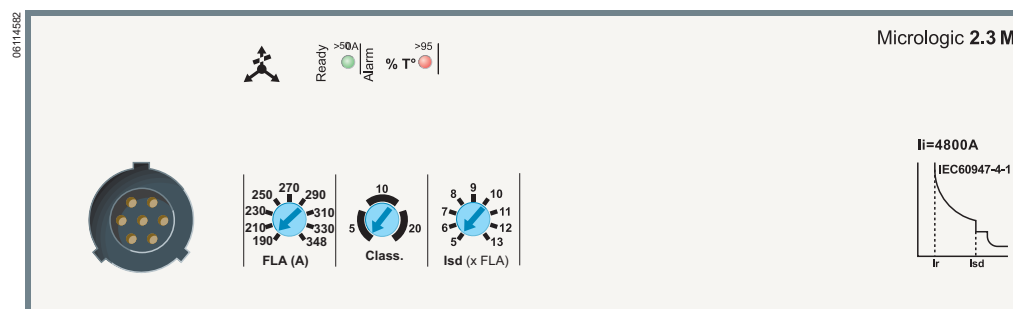 06114582
Micrologic 2.3 M
Ready
>50A
Alarm
>95
% T°
Ii=4800A
IEC60947-4-1
Ir
Isd
270
250
290
230
310
210
330
190
348
FLA (A)
10
5
20
Class.
9
8
10
7
11
6
12
5
13
Isd (x FLA)